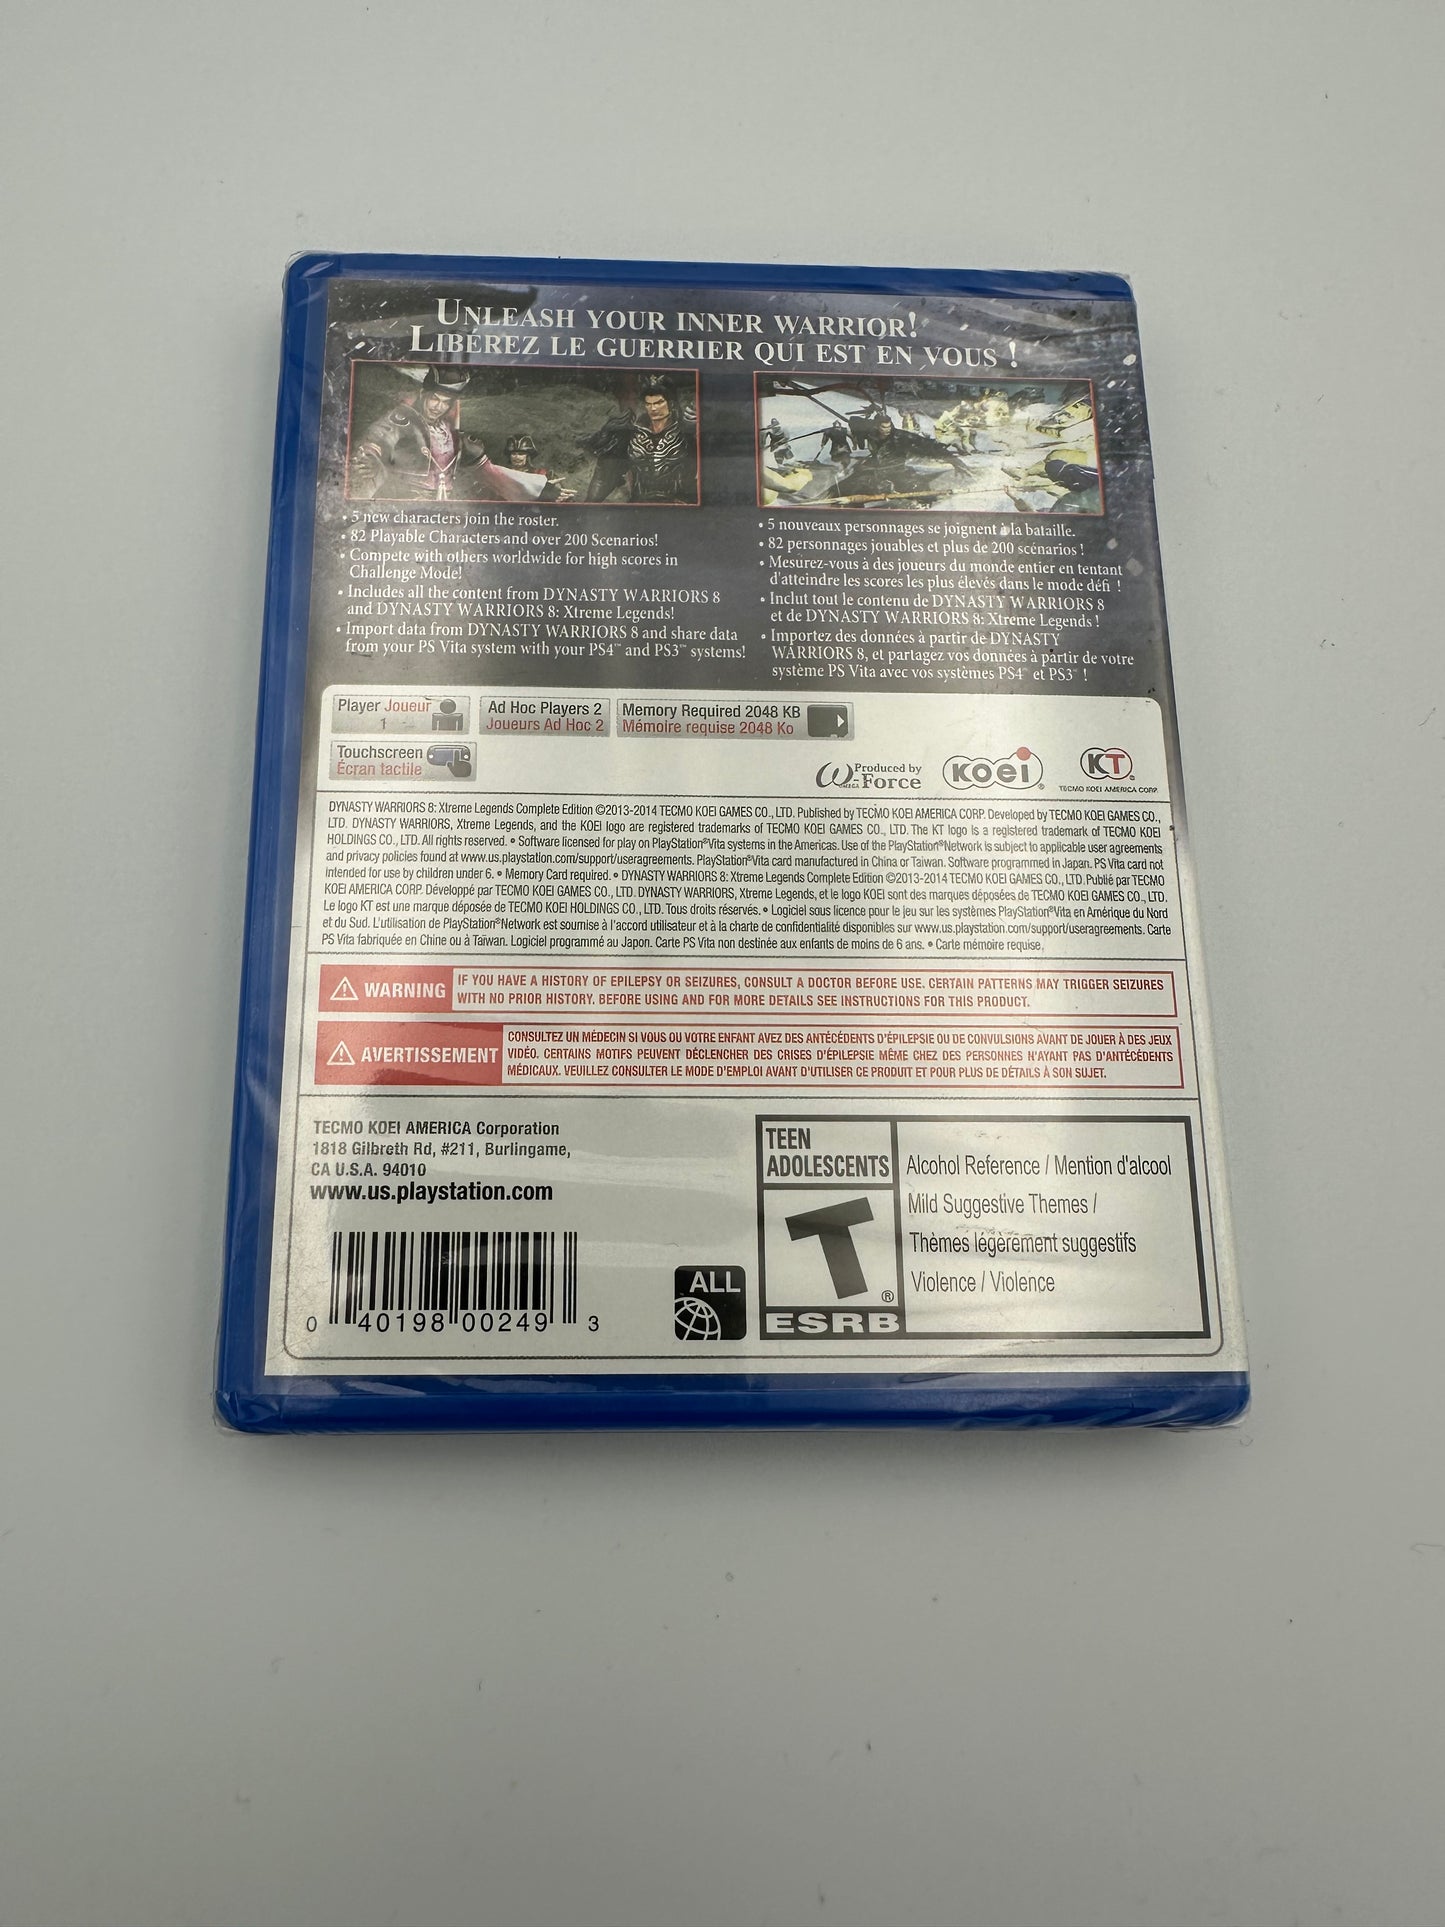 UNLEASH YOUR INNER WARRIOR!
LIBÉREZ LE GUERRIER QUI EST EN VOUS !
• 5 new characters join the roster.
• 82 Playable Characters and over 200 Scenarios!
• Compete with others worldwide for high scores in
Challenge Mode!
• Includes all the content from DYNASTY WARRIORS 8
and DYNASTY WARRIORS 8: Xtreme Legends!
• Import data from DYNASTY WARRIORS 8 and share data
from your PS Vita system with your PS4™ and PS3™ systems!
• 5 nouveaux personnages se joignent à la bataille.
• 82 personnages jouables et plus de 200 scénarios !
• Mesurez-vous à des joueurs du monde entier en tentant
d'atteindre les scores les plus élevés dans le mode défi !
• Inclut tout le contenu de DYNASTY WARRIORS 8
et de DYNASTY WARRIORS 8: Xtreme Legends !
• Importez des données à partir de DYNASTY
WARRIORS 8, et partagez vos données à partir de votre
système PS Vita avec vos systèmes PS4™ et PS3™ !
Player Joueur
1
Ad Hoc Players 2
Joueurs Ad Hoc 2
Memory Required 2048 KB
Mémoire requise 2048 Ko
Touchscreen
Écran tactile
Produced by
ω-Force
OMEGA
KOEI
KT
TECMO KOEI AMERICA CORP.
DYNASTY WARRIORS 8: Xtreme Legends Complete Edition ©2013-2014 TECMO KOEI GAMES CO., LTD. Published by TECMO KOEI AMERICA CORP. Developed by TECMO KOEI GAMES CO.,
LTD. DYNASTY WARRIORS, Xtreme Legends, and the KOEI logo are registered trademarks of TECMO KOEI GAMES CO., LTD. The KT logo is a registered trademark of TECMO KOEI
HOLDINGS CO., LTD. All rights reserved. • Software licensed for play on PlayStation®Vita systems in the Americas. Use of the PlayStation®Network is subject to applicable user agreements
and privacy policies found at www.us.playstation.com/support/useragreements. PlayStation®Vita card manufactured in China or Taiwan. Software programmed in Japan. PS Vita card not
intended for use by children under 6. • Memory Card required. • DYNASTY WARRIORS 8: Xtreme Legends Complete Edition ©2013-2014 TECMO KOEI GAMES CO., LTD. Publié par TECMO
KOEI AMERICA CORP. Développé par TECMO KOEI GAMES CO., LTD. DYNASTY WARRIORS, Xtreme Legends, et le logo KOEI sont des marques déposées de TECMO KOEI GAMES CO., LTD.
Le logo KT est une marque déposée de TECMO KOEI HOLDINGS CO., LTD. Tous droits réservés. • Logiciel sous licence pour le jeu sur les systèmes PlayStation®Vita en Amérique du Nord
et du Sud. L'utilisation de PlayStation®Network est soumise à l'accord utilisateur et à la charte de confidentialité disponibles sur www.us.playstation.com/support/useragreements. Carte
PS Vita fabriquée en Chine ou à Taïwan. Logiciel programmé au Japon. Carte PS Vita non destinée aux enfants de moins de 6 ans. • Carte mémoire requise.
WARNING
IF YOU HAVE A HISTORY OF EPILEPSY OR SEIZURES, CONSULT A DOCTOR BEFORE USE. CERTAIN PATTERNS MAY TRIGGER SEIZURES
WITH NO PRIOR HISTORY. BEFORE USING AND FOR MORE DETAILS SEE INSTRUCTIONS FOR THIS PRODUCT.
AVERTISSEMENT
CONSULTEZ UN MÉDECIN SI VOUS OU VOTRE ENFANT AVEZ DES ANTÉCÉDENTS D'ÉPILEPSIE OU DE CONVULSIONS AVANT DE JOUER À DES JEUX
VIDÉO. CERTAINS MOTIFS PEUVENT DÉCLENCHER DES CRISES D'ÉPILEPSIE MÊME CHEZ DES PERSONNES N'AYANT PAS D'ANTÉCÉDENTS
MÉDICAUX. VEUILLEZ CONSULTER LE MODE D'EMPLOI AVANT D'UTILISER CE PRODUIT ET POUR PLUS DE DÉTAILS À SON SUJET.
TECMO KOEI AMERICA Corporation
1818 Gilbreth Rd, #211, Burlingame,
CA U.S.A. 94010
www.us.playstation.com
0 40198 00249 3
ALL
TEEN
ADOLESCENTS
T
ESRB
Alcohol Reference / Mention d'alcool
Mild Suggestive Themes /
Thèmes légèrement suggestifs
Violence / Violence